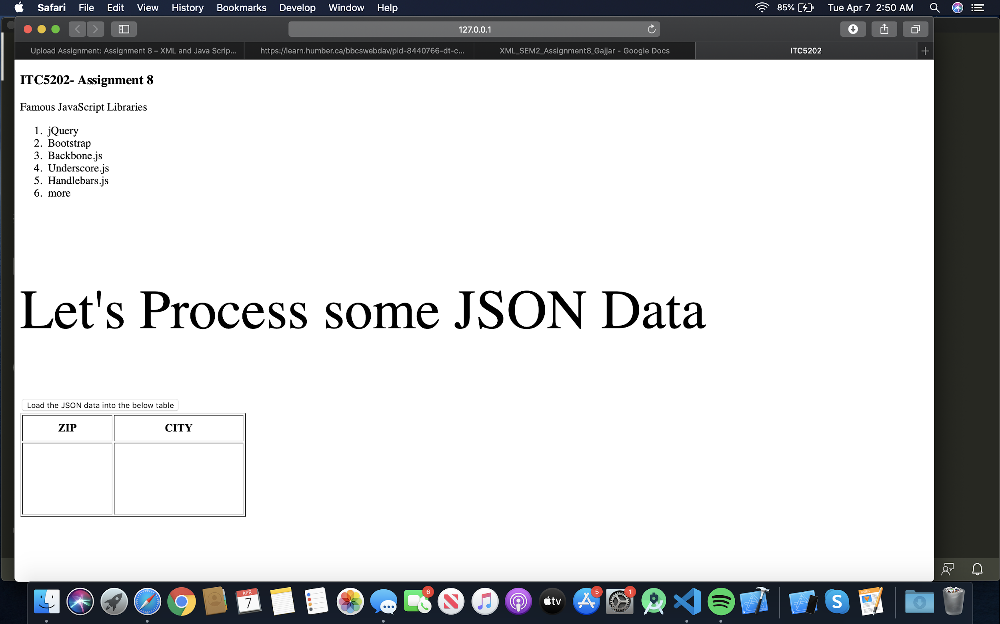 Safari File Edit View History Bookmarks Develop Window Help 85% Tue Apr 7 2:50 AM
127.0.0.1
Upload Assignment: Assignment 8 – XML and Java Scrip... https://learn.humber.ca/bbcswebdav/pid-8440766-dt-c... XML_SEM2_Assignment8_Gajjar - Google Docs ITC5202
ITC5202- Assignment 8
Famous JavaScript Libraries
1. jQuery
2. Bootstrap
3. Backbone.js
4. Underscore.js
5. Handlebars.js
6. more
Let's Process some JSON Data
Load the JSON data into the below table
ZIP CITY
APR 7 6 tv 5 1 S PAGES